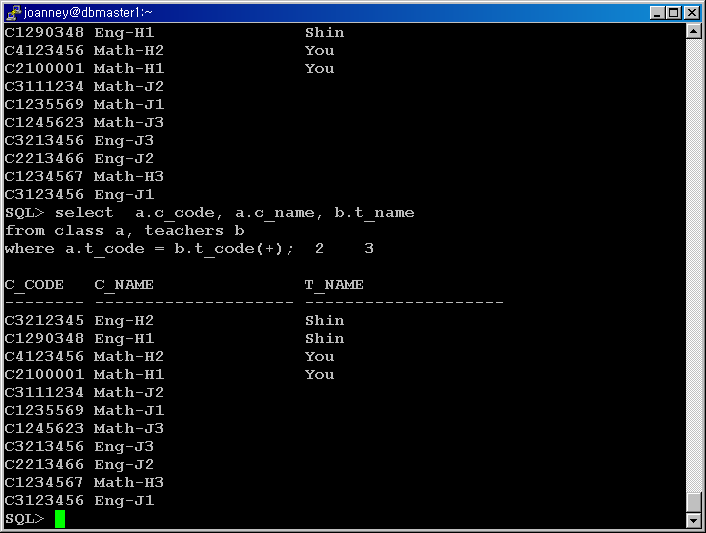 joanney@dbmaster1:~
C1290348 Eng-H1               Shin
C4123456 Math-H2              You
C2100001 Math-H1              You
C3111234 Math-J2
C1235569 Math-J1
C1245623 Math-J3
C3213456 Eng-J3
C2213466 Eng-J2
C1234567 Math-H3
C3123456 Eng-J1
SQL> select  a.c_code, a.c_name, b.t_name
from class a, teachers b
where a.t_code = b.t_code(+);  2    3
C_CODE   C_NAME               T_NAME
-------- -------------------- --------------------
C3212345 Eng-H2               Shin
C1290348 Eng-H1               Shin
C4123456 Math-H2              You
C2100001 Math-H1              You
C3111234 Math-J2
C1235569 Math-J1
C1245623 Math-J3
C3213456 Eng-J3
C2213466 Eng-J2
C1234567 Math-H3
C3123456 Eng-J1
SQL>